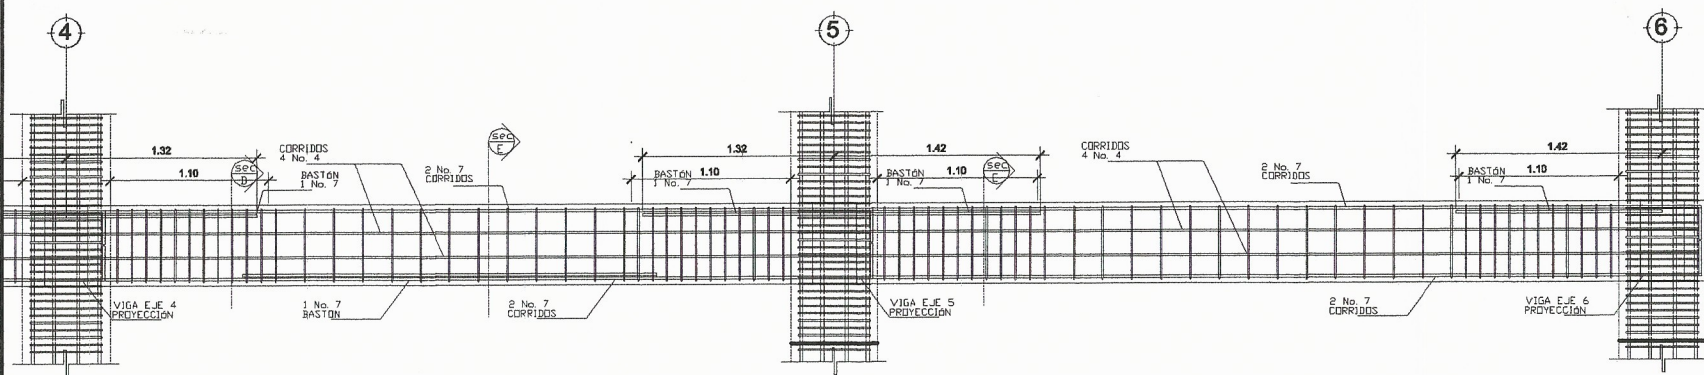 4
5
6
1.32
1.10
sec
D
CORRIDOS
4 No. 4
BASTÓN
1 No. 7
2 No. 7
CORRIDOS
sec
E
1.32
BASTÓN
1 No. 7
1.10
1.42
BASTÓN
1 No. 7
1.10
sec
E
CORRIDOS
4 No. 4
2 No. 7
CORRIDOS
1.42
BASTÓN
1 No. 7
1.10
VIGA EJE 4
PROYECCIÓN
1 No. 7
BASTON
2 No. 7
CORRIDOS
VIGA EJE 5
PROYECCIÓN
2 No. 7
CORRIDOS
VIGA EJE 6
PROYECCIÓN